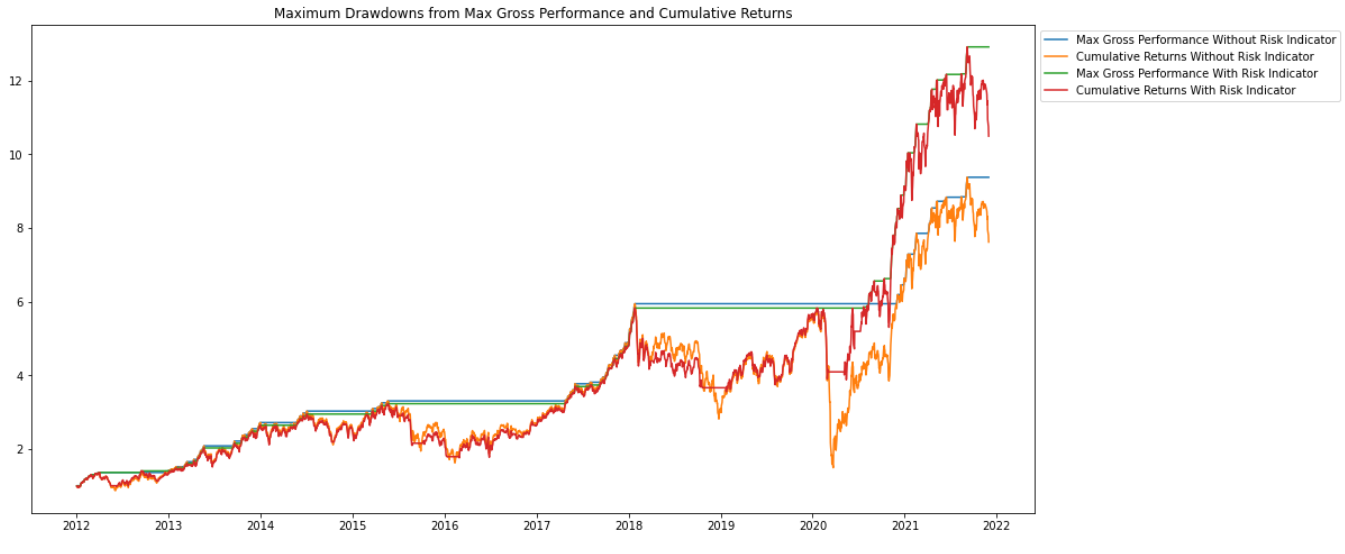 Maximum Drawdowns from Max Gross Performance and Cumulative Returns
Max Gross Performance Without Risk Indicator
Cumulative Returns Without Risk Indicator
Max Gross Performance With Risk Indicator
Cumulative Returns With Risk Indicator
12
10
8
6
4
2
2012 2013 2014 2015 2016 2017 2018 2019 2020 2021 2022